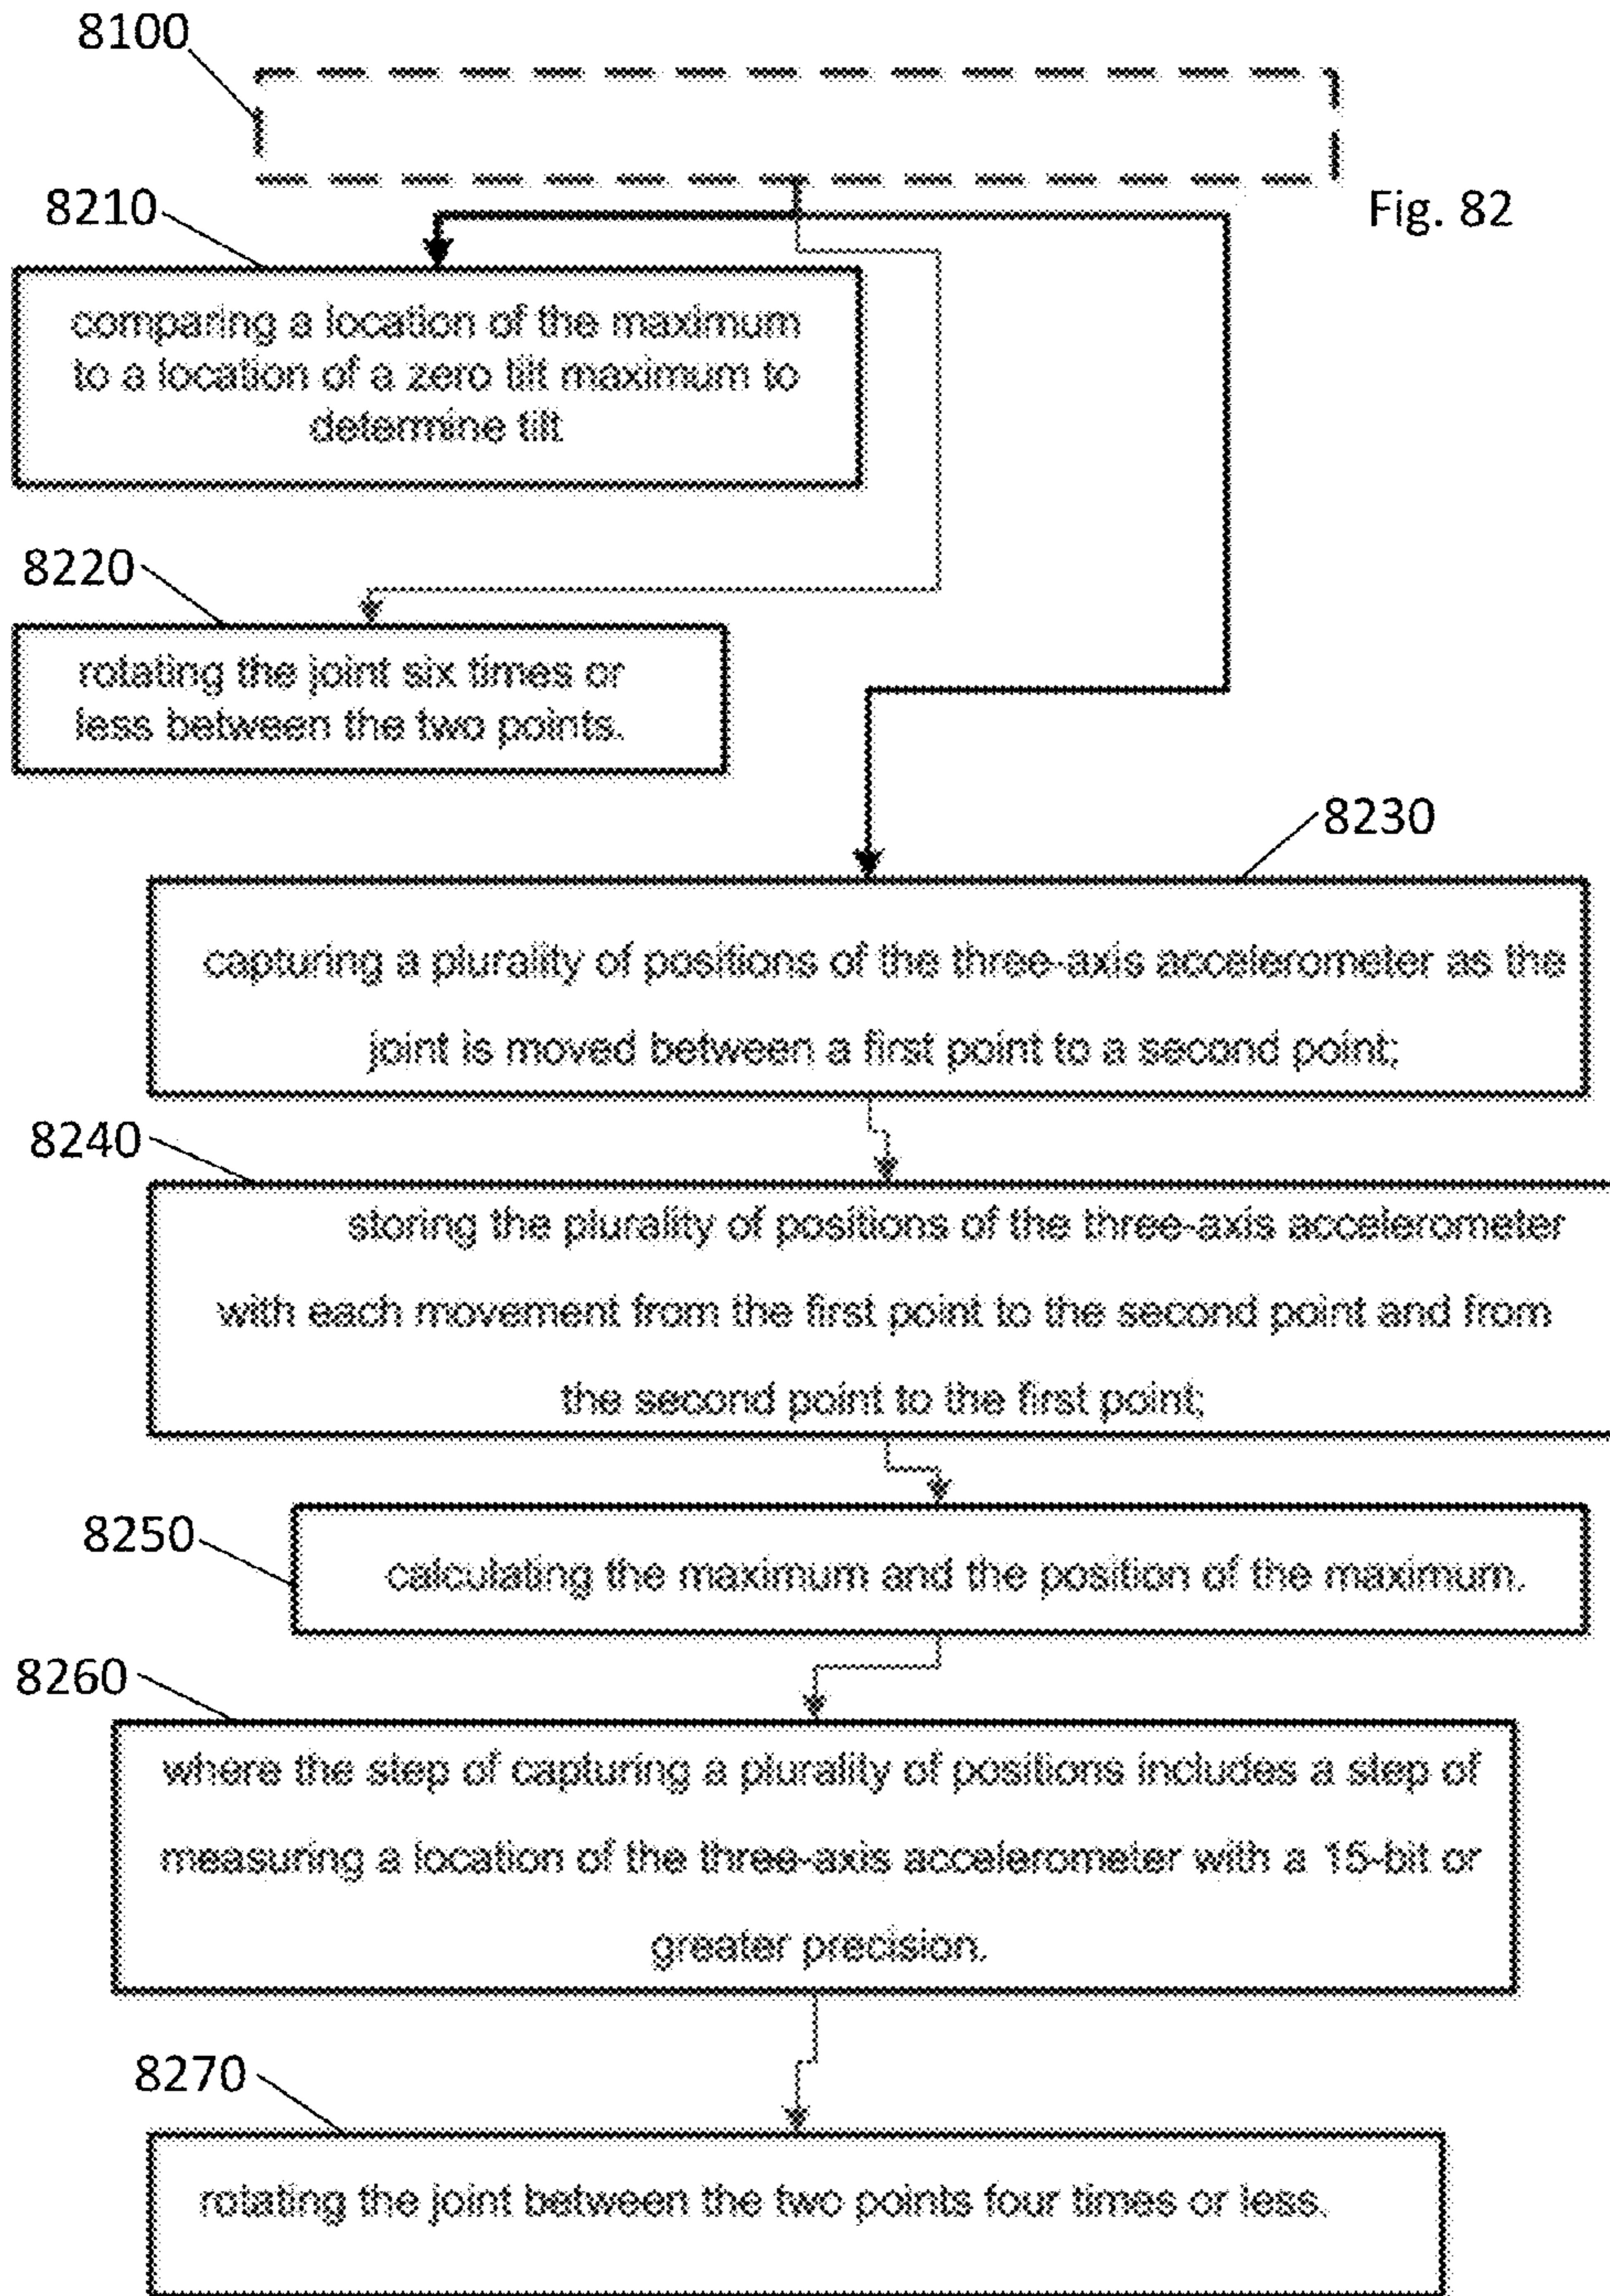 8100
Fig. 82
8210
comparing a location of the maximum
to a location of a zero tilt maximum to
determine tilt
8220
rotating the joint six times or
less between the two points.
8230
capturing a plurality of positions of the three-axis accelerometer as the
joint is moved between a first point to a second point;
8240
storing the plurality of positions of the three-axis accelerometer
with each movement from the first point to the second point and from
the second point to the first point;
8250
calculating the maximum and the position of the maximum.
8260
where the step of capturing a plurality of positions includes a step of
measuring a location of the three-axis accelerometer with a 15-bit or
greater precision.
8270
rotating the joint between the two points four times or less.